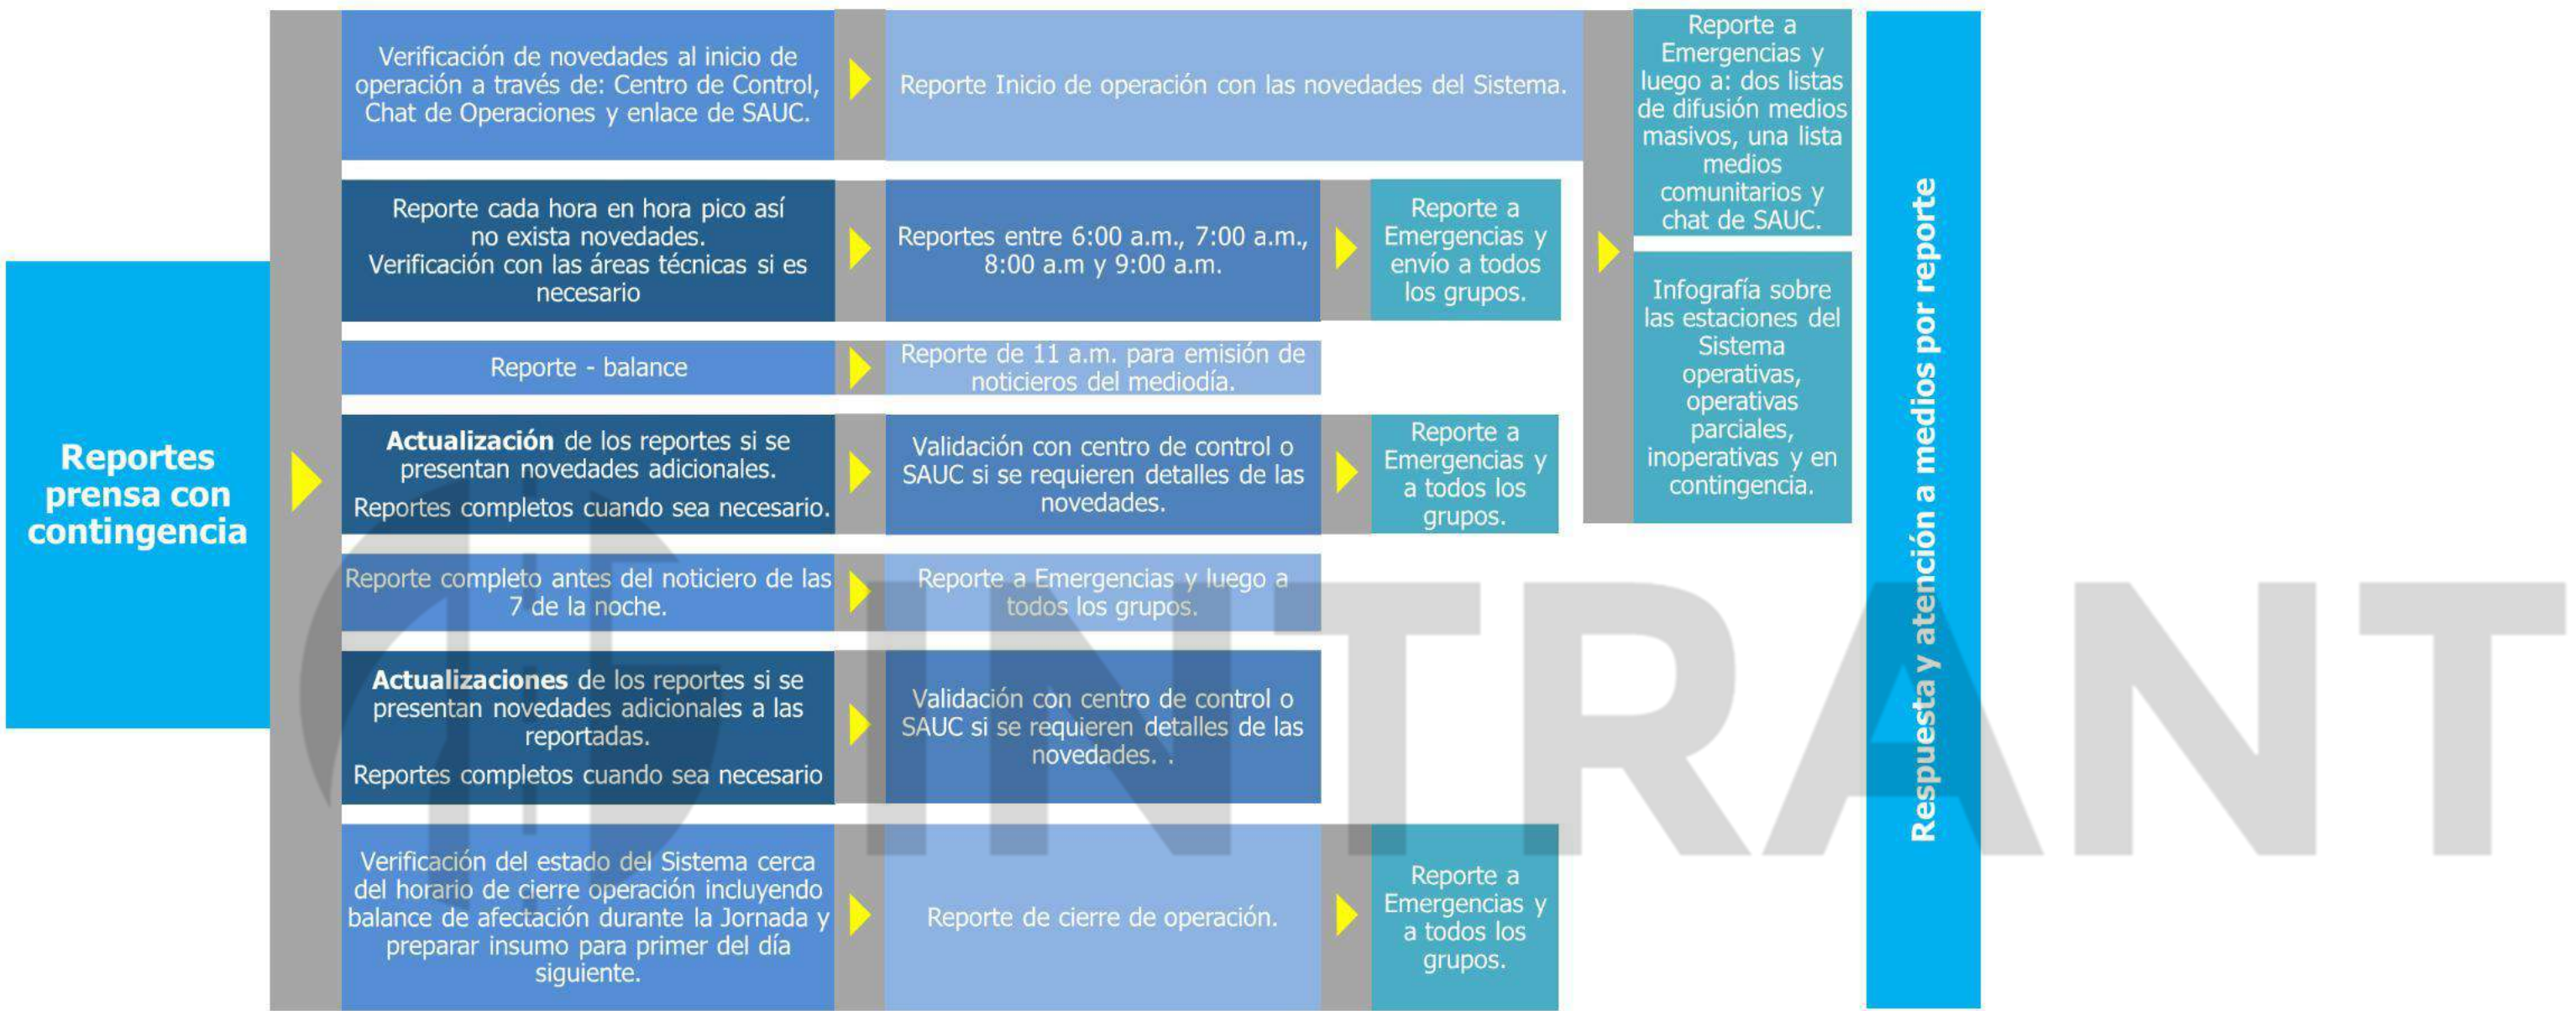 Reportes
prensa con
contingencia
Verificación de novedades al inicio de
operación a través de: Centro de Control,
Chat de Operaciones y enlace de SAUC.
Reporte Inicio de operación con las novedades del Sistema.
Reporte a
Emergencias y
luego a: dos listas
de difusión medios
masivos, una lista
medios
comunitarios y
chat de SAUC.
Infografía sobre
las estaciones del
Sistema
operativas,
operativas
parciales,
inoperativas y en
contingencia.
Reporte cada hora en hora pico así
no exista novedades.
Verificación con las áreas técnicas si es
necesario
Reportes entre 6:00 a.m., 7:00 a.m.,
8:00 a.m y 9:00 a.m.
Reporte a
Emergencias y
envío a todos
los grupos.
Reporte - balance
Reporte de 11 a.m. para emisión de
noticieros del mediodía.
Actualización de los reportes si se
presentan novedades adicionales.
Reportes completos cuando sea necesario.
Validación con centro de control o
SAUC si se requieren detalles de las
novedades.
Reporte a
Emergencias y
a todos los
grupos.
Reporte completo antes del noticiero de las
7 de la noche.
Reporte a Emergencias y luego a
todos los grupos.
Actualizaciones de los reportes si se
presentan novedades adicionales a las
reportadas.
Reportes completos cuando sea necesario
Validación con centro de control o
SAUC si se requieren detalles de las
novedades. .
Verificación del estado del Sistema cerca
del horario de cierre operación incluyendo
balance de afectación durante la Jornada y
preparar insumo para primer del día
siguiente.
Reporte de cierre de operación.
Reporte a
Emergencias y
a todos los
grupos.
Respuesta y atención a medios por reporte
INTRANT